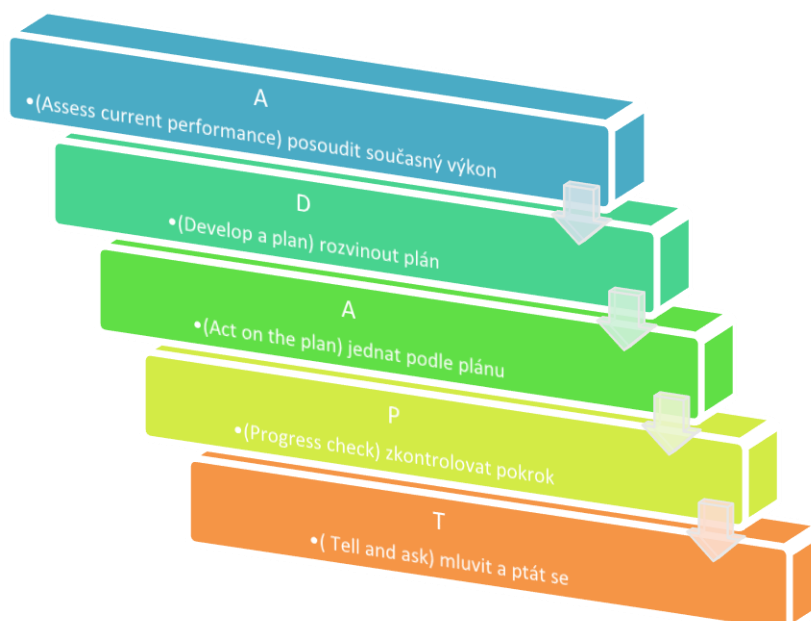 A
•(Assess current performance) posoudit současný výkon
D
•(Develop a plan) rozvinout plán
A
•(Act on the plan) jednat podle plánu
P
•(Progress check) zkontrolovat pokrok
T
•( Tell and ask) mluvit a ptát se